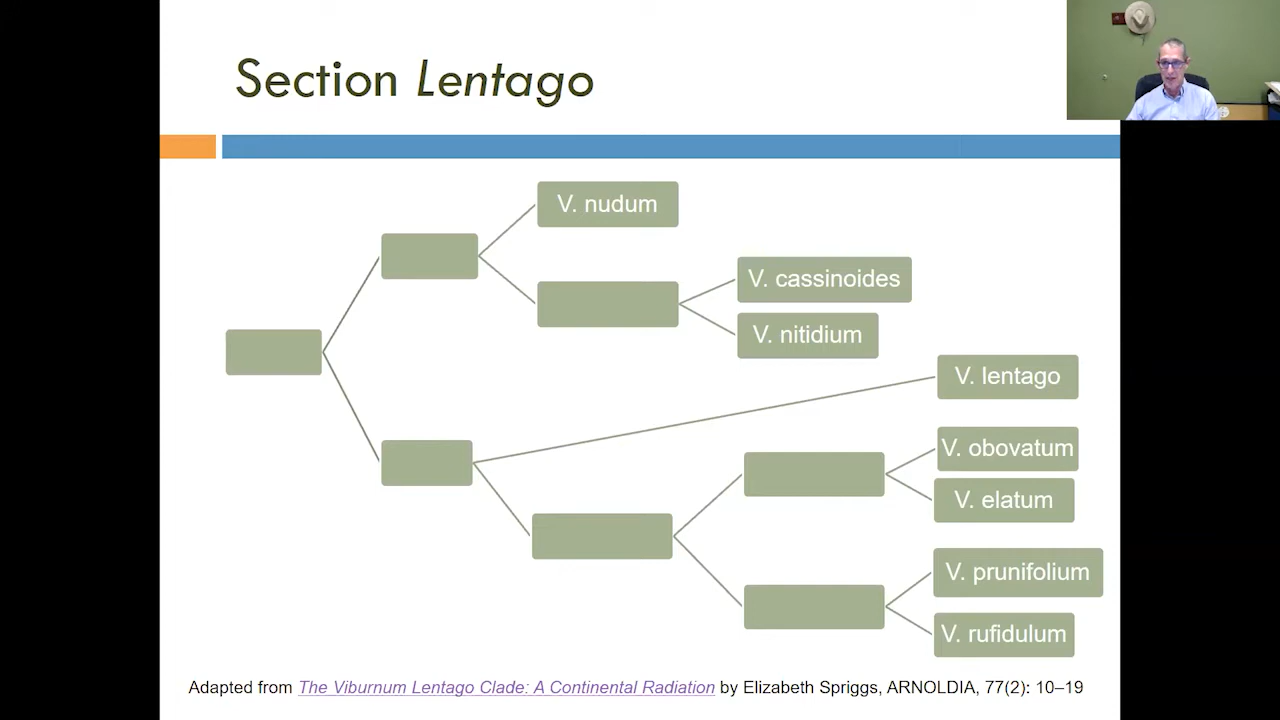 Section Lentago
V. nudum
V. cassinoides
V. nitidium
V. lentago
V. obovatum
V. elatum
V. prunifolium
V. rufidulum
Adapted from The Viburnum Lentago Clade: A Continental Radiation by Elizabeth Spriggs, ARNOLDIA, 77(2): 10–19